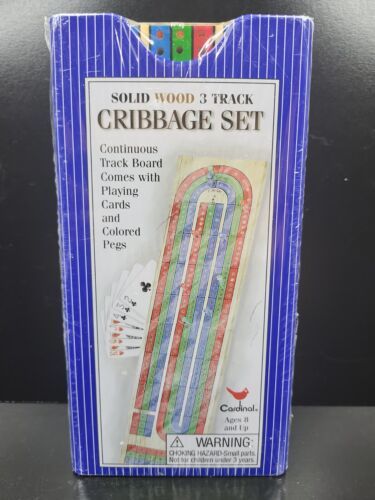 SOLID WOOD 3 TRACK
CRIBBAGE SET
Continuous
Track Board
Comes with
Playing
Cards
and
Colored
Pegs
Cardinal®
Ages 8
and Up
WARNING:
CHOKING HAZARD-Small parts.
Not for children under 3 years.